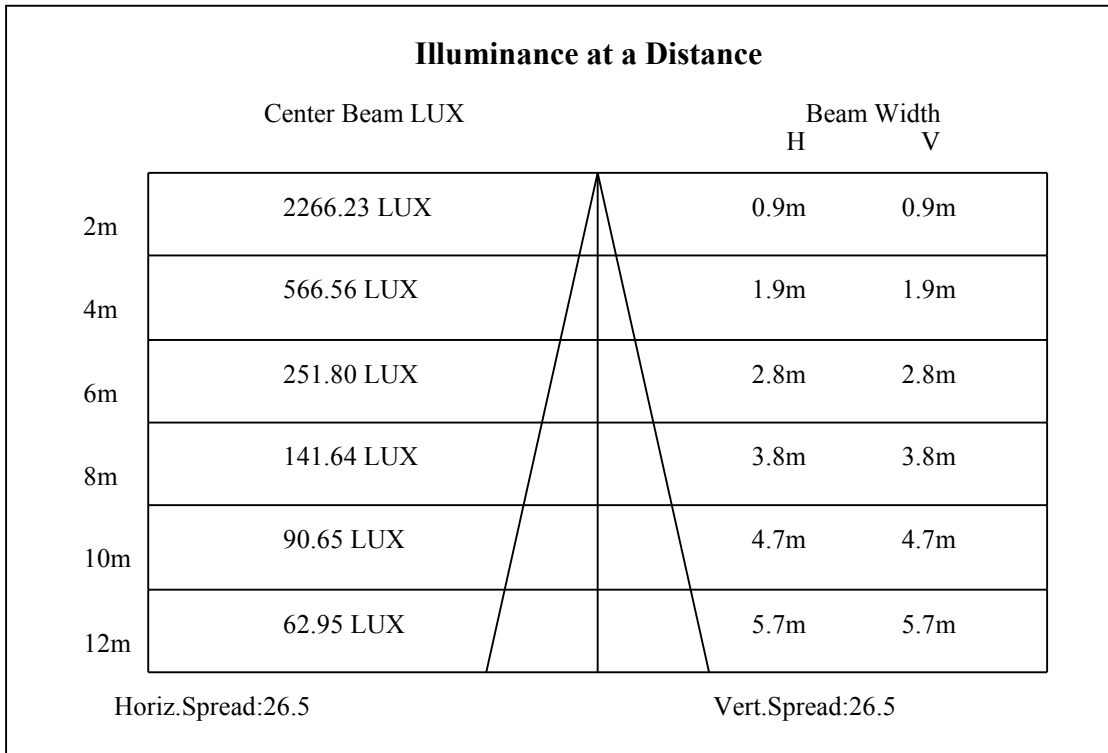 Illuminance at a Distance
Center Beam LUX Beam Width
H V
2m 2266.23 LUX 0.9m 0.9m
4m 566.56 LUX 1.9m 1.9m
6m 251.80 LUX 2.8m 2.8m
8m 141.64 LUX 3.8m 3.8m
10m 90.65 LUX 4.7m 4.7m
12m 62.95 LUX 5.7m 5.7m
Horiz.Spread:26.5 Vert.Spread:26.5